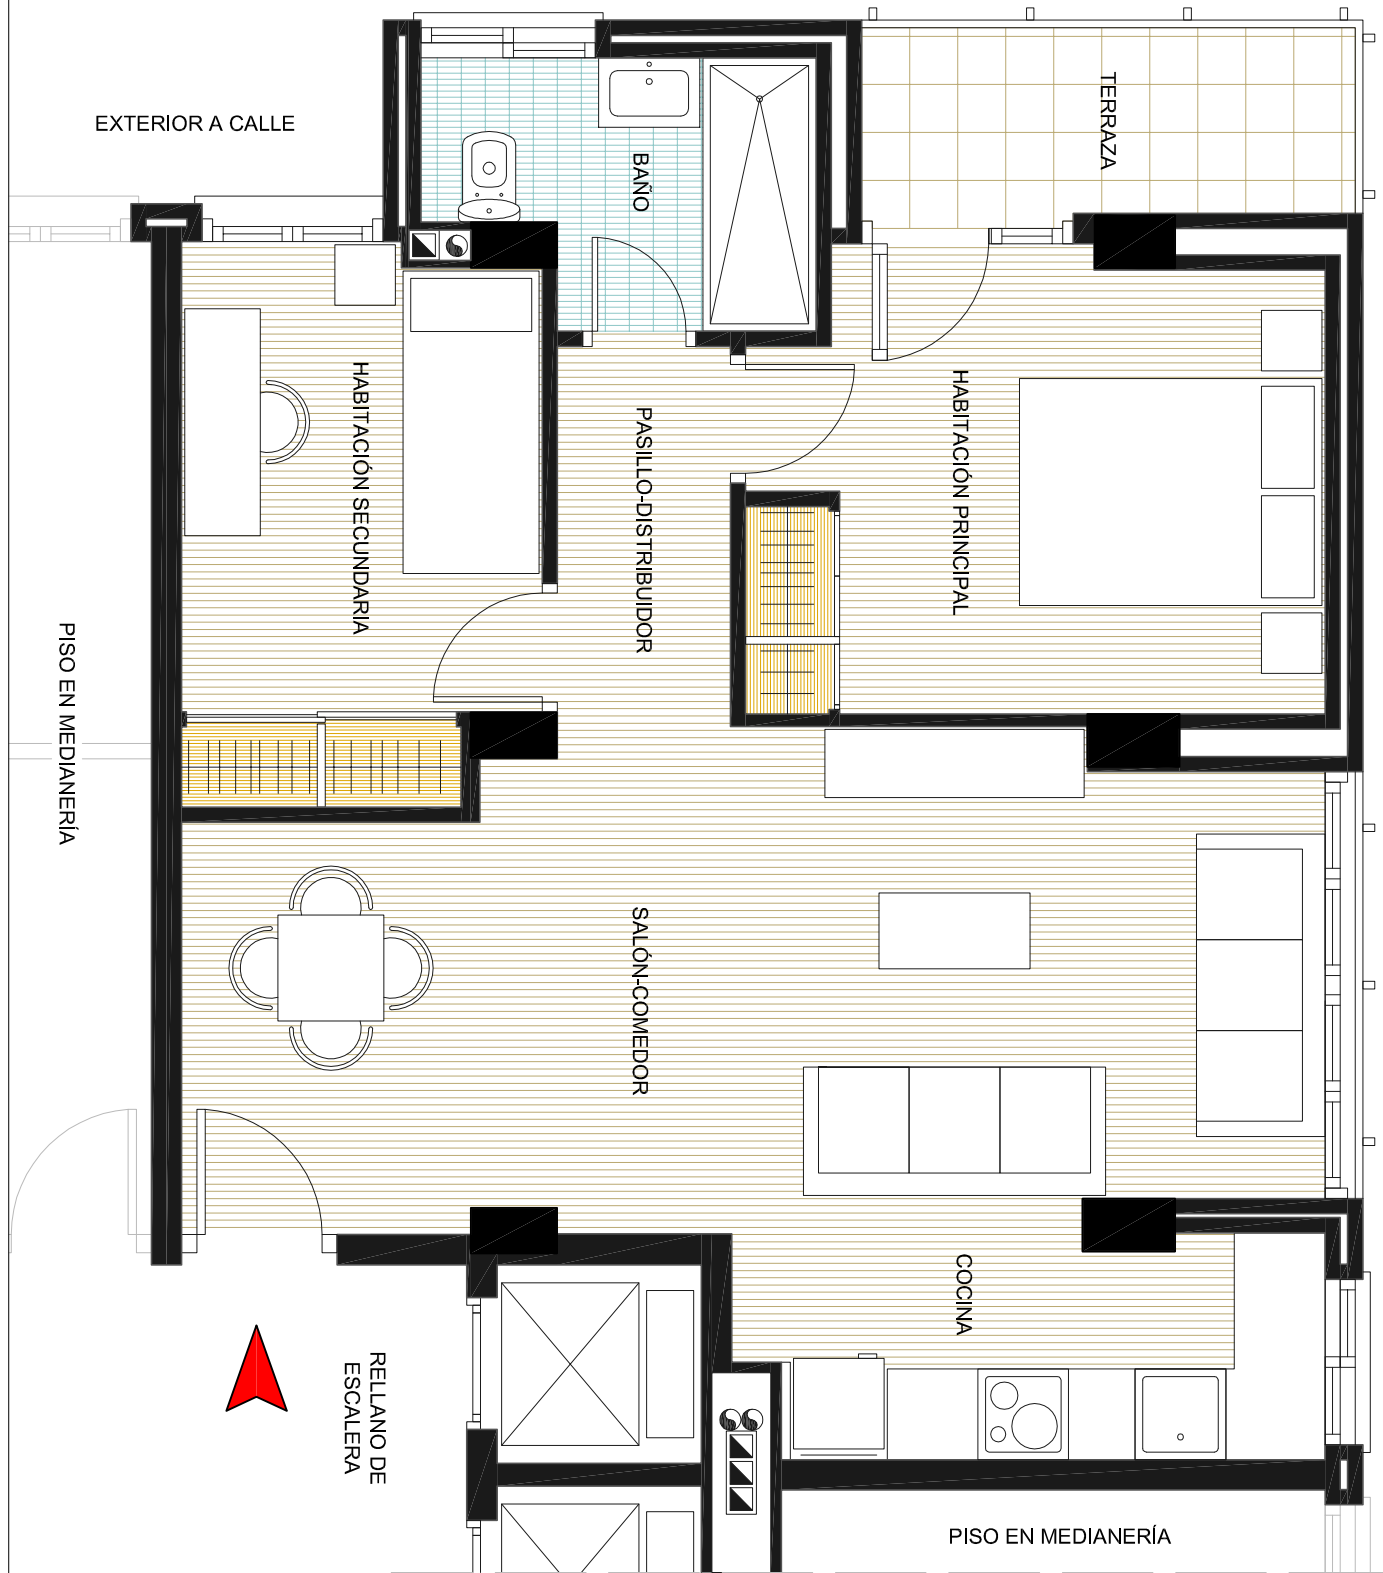 EXTERIOR A CALLE
TERRAZA
BAÑO
HABITACIÓN SECUNDARIA
PASILLO-DISTRIBUIDOR
HABITACIÓN PRINCIPAL
PISO EN MEDIANERÍA
SALÓN-COMEDOR
COCINA
RELLANO DE
ESCALERA
PISO EN MEDIANERÍA